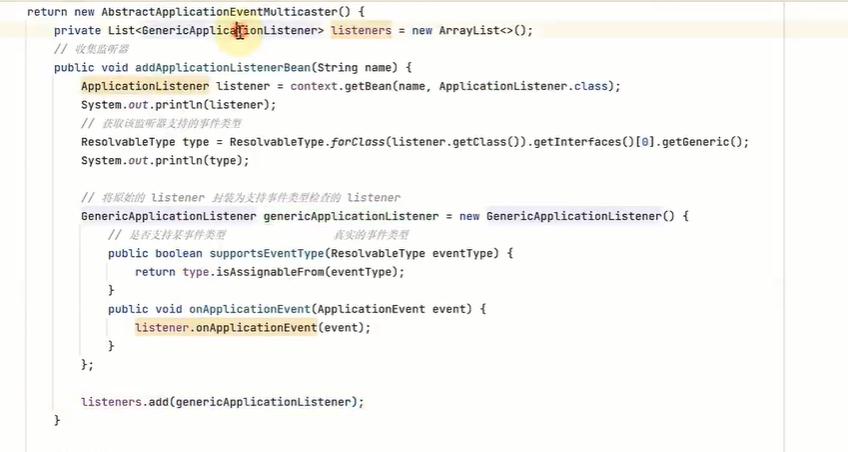 return new AbstractApplicationEventMulticaster() {
private List<GenericApplicationListener> listeners = new ArrayList<>();
// 收集监听器
public void addApplicationListenerBean(String name) {
ApplicationListener listener = context.getBean(name, ApplicationListener.class);
System.out.println(listener);
// 获取该监听器支持的事件类型
ResolvableType type = ResolvableType.forClass(listener.getClass()).getInterfaces()[0].getGeneric();
System.out.println(type);
// 将原始的 listener 封装为支持事件类型检查的 listener
GenericApplicationListener genericApplicationListener = new GenericApplicationListener() {
// 是否支持某事件类型 真实的事件类型
public boolean supportsEventType(ResolvableType eventType) {
return type.isAssignableFrom(eventType);
}
public void onApplicationEvent(ApplicationEvent event) {
listener.onApplicationEvent(event);
}
};
listeners.add(genericApplicationListener);
}